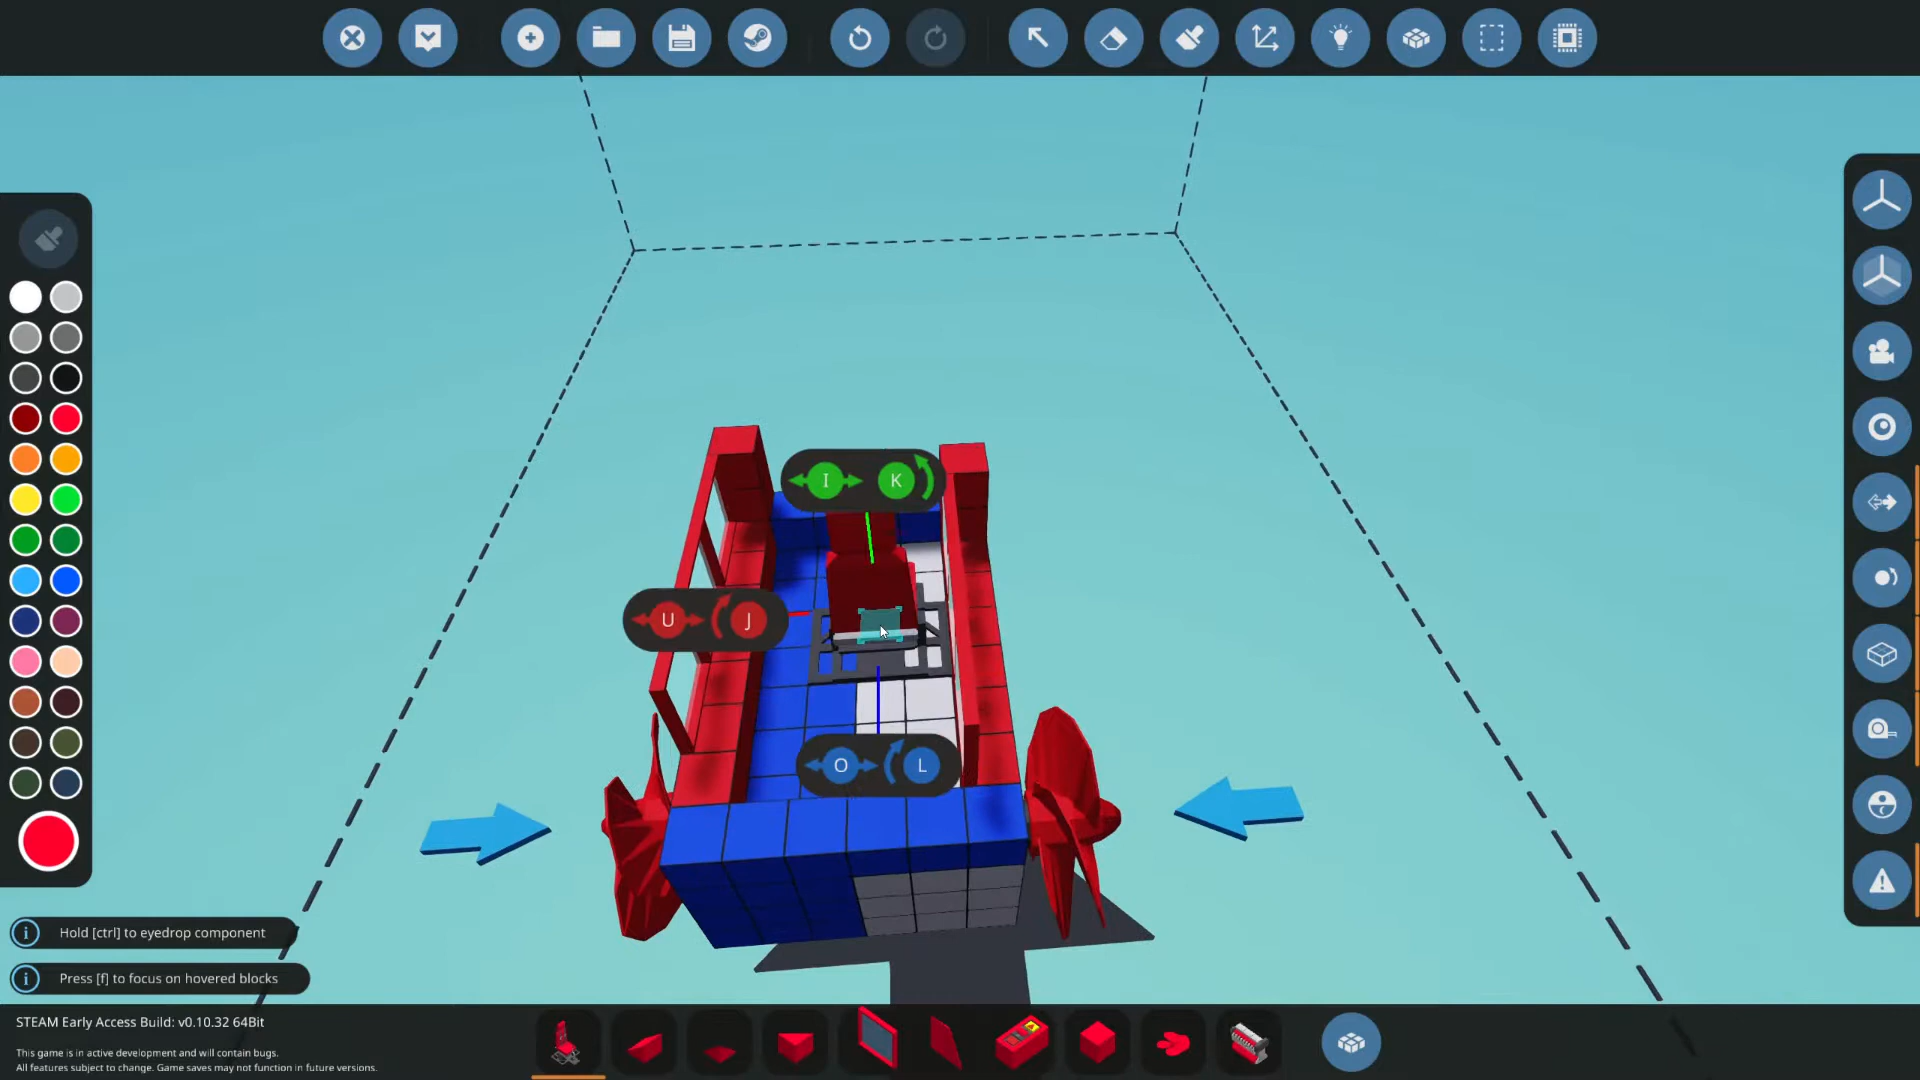 I K
U J
O L
Hold [ctrl] to eyedrop component
Press [f] to focus on hovered blocks
STEAM Early Access Build: v0.10.32 64Bit
This game is in active development and will contain bugs.
All features subject to change. Game saves may not function in future versions.